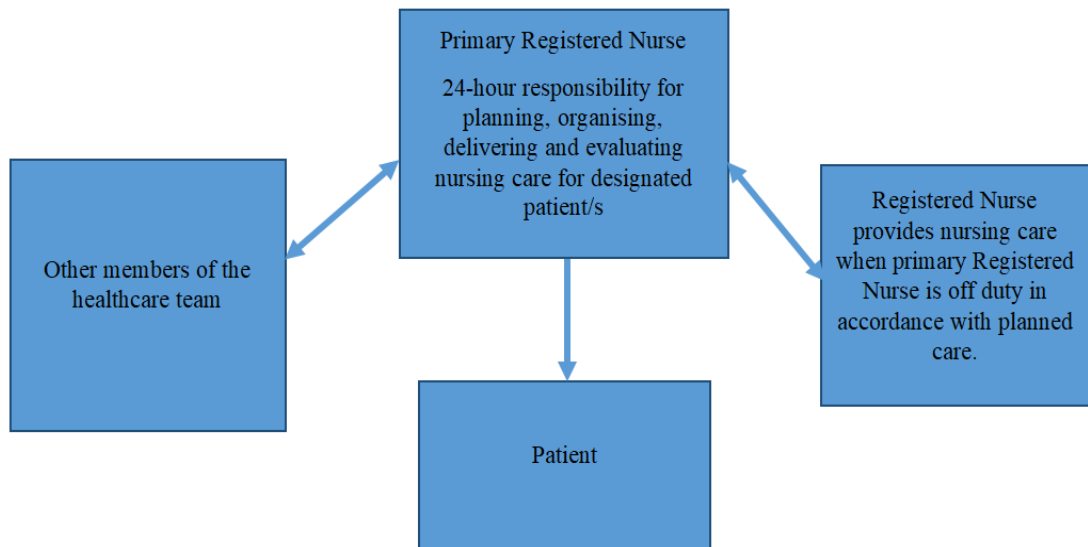 Primary Registered Nurse
24-hour responsibility for
planning, organising,
delivering and evaluating
nursing care for designated
patient/s
Other members of the
healthcare team
Registered Nurse
provides nursing care
when primary Registered
Nurse is off duty in
accordance with planned
care.
Patient